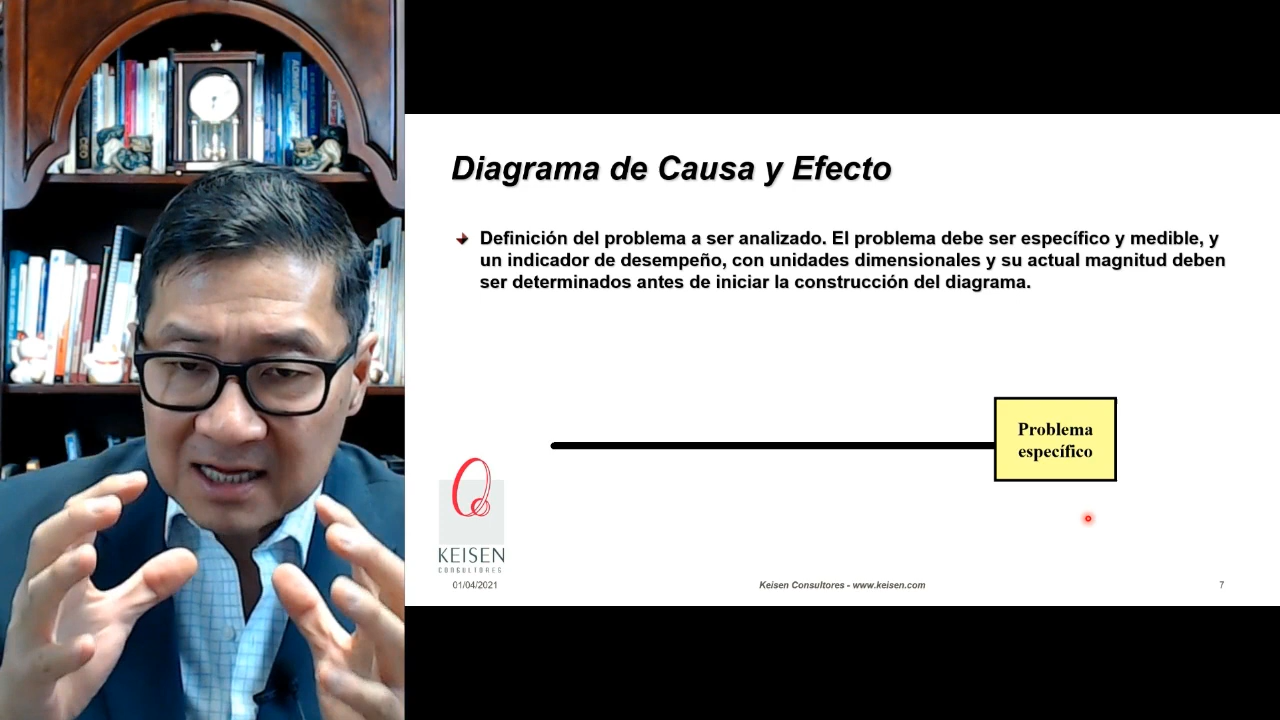 Diagrama de Causa y Efecto
Definición del problema a ser analizado. El problema debe ser específico y medible, y
un indicador de desempeño, con unidades dimensionales y su actual magnitud deben
ser determinados antes de iniciar la construcción del diagrama.
Problema
específico
KEISEN
CONSULTORES
01/04/2021
Keisen Consultores - www.keisen.com
7